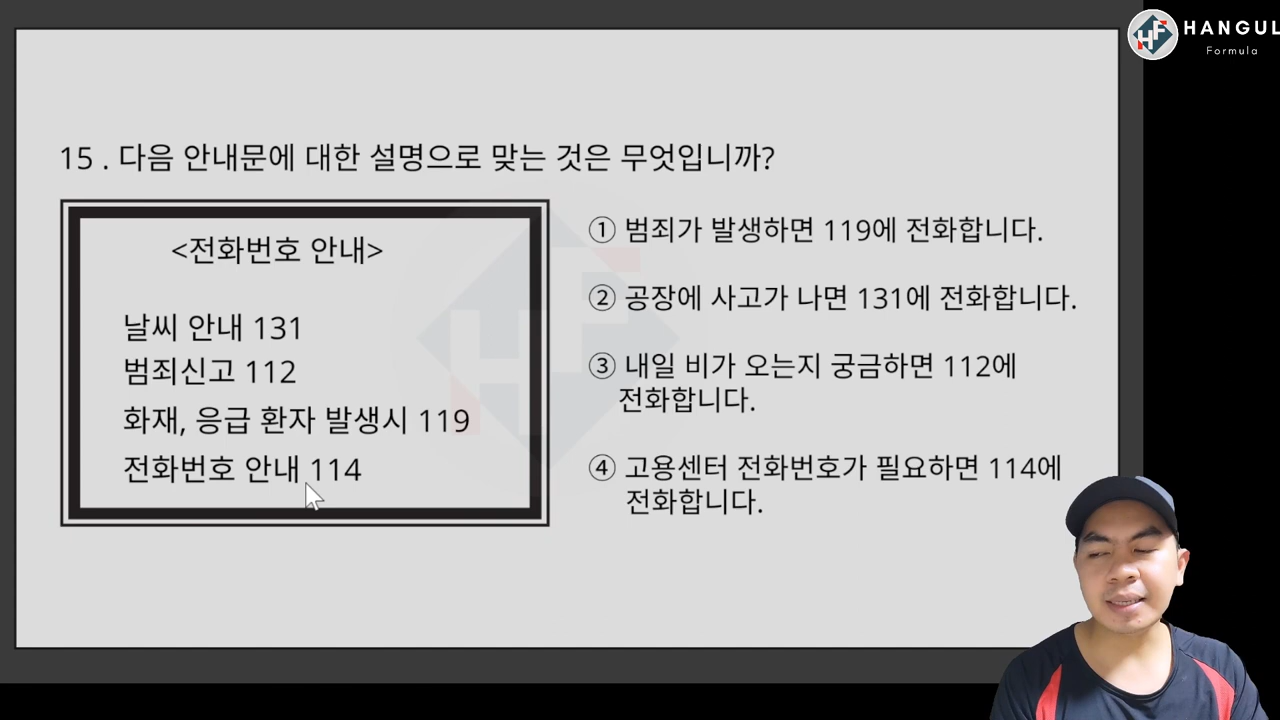 HANGUL
Formula
15 . 다음 안내문에 대한 설명으로 맞는 것은 무엇입니까?
<전화번호 안내>
날씨 안내 131
범죄신고 112
화재, 응급 환자 발생시 119
전화번호 안내 114
① 범죄가 발생하면 119에 전화합니다.
② 공장에 사고가 나면 131에 전화합니다.
③ 내일 비가 오는지 궁금하면 112에
전화합니다.
④ 고용센터 전화번호가 필요하면 114에
전화합니다.